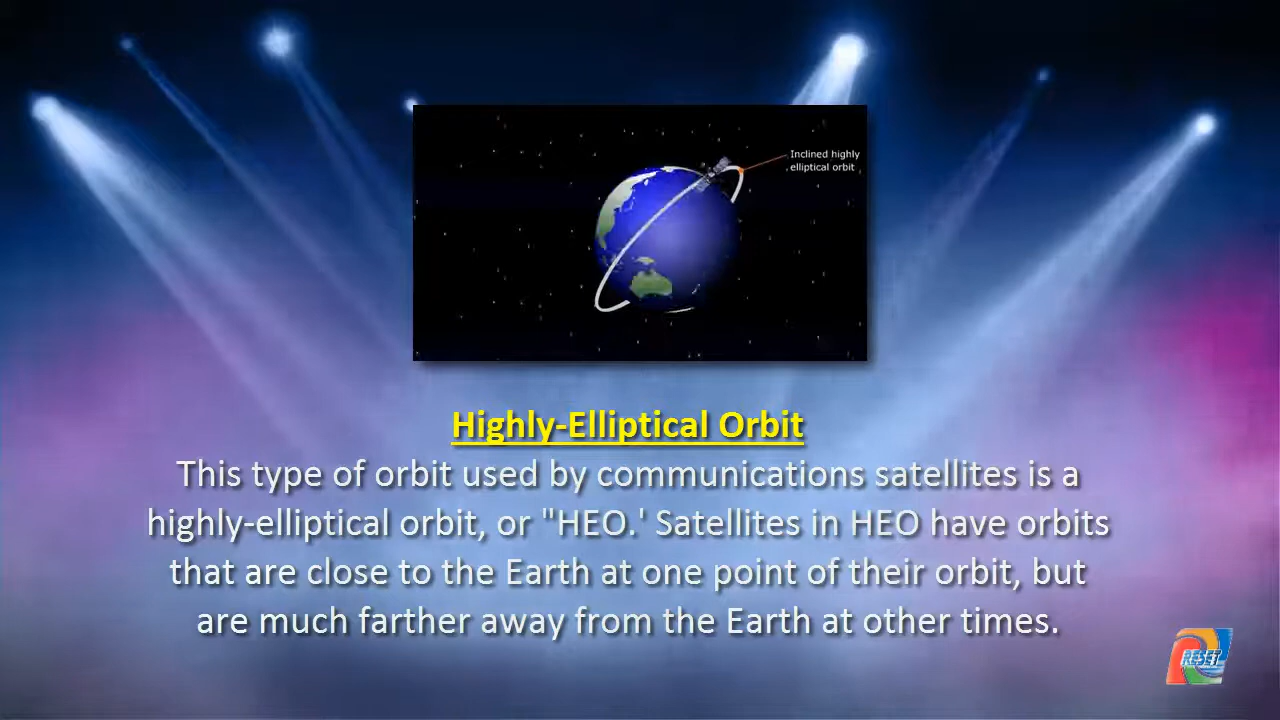 Inclined highly
elliptical orbit
Highly-Elliptical Orbit
This type of orbit used by communications satellites is a
highly-elliptical orbit, or "HEO.' Satellites in HEO have orbits
that are close to the Earth at one point of their orbit, but
are much farther away from the Earth at other times.
RESET